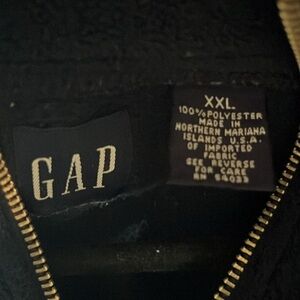 GAP
XXL
100% POLYESTER
MADE IN
NORTHERN MARIANA
ISLANDS U.S.A.
OF IMPORTED
FABRIC
SEE REVERSE
FOR CARE
RN 54023